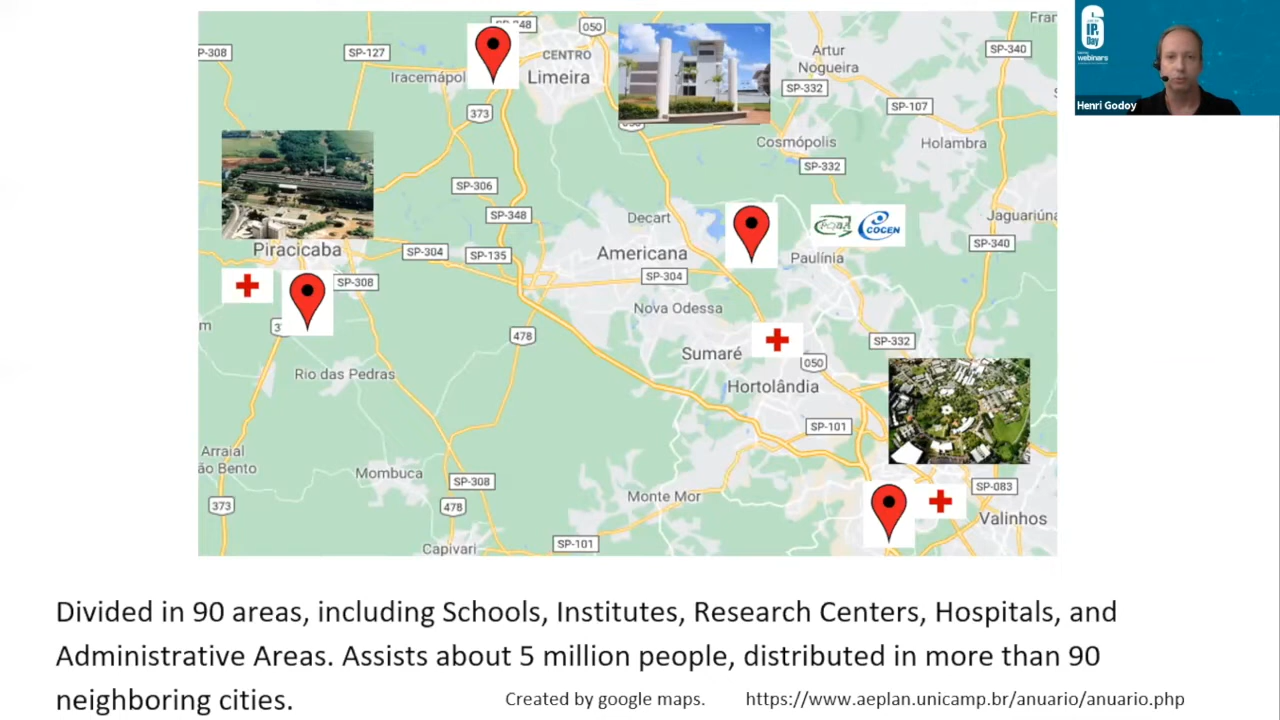 P-308
SP-127
Iracemápol
373
050
CENTRO
Limeira
Artur
Nogueira
SP-332
SP-340
SP-107
Cosmópolis
Holambra
SP-332
SP-306
SP-348
Decart
Jaguariúna
Piracicaba
SP-304
SP-135
Americana
SP-304
COCEN
Paulínia
SP-340
SP-308
Nova Odessa
478
Sumaré
050
SP-332
Rio das Pedras
Hortolândia
SP-101
Arraial
ão Bento
Mombuca
SP-308
Monte Mor
SP-083
373
478
Valinhos
Capivari
SP-101
IPv6
Day
webinars
Henri Godoy
Divided in 90 areas, including Schools, Institutes, Research Centers, Hospitals, and
Administrative Areas. Assists about 5 million people, distributed in more than 90
neighboring cities.
Created by google maps.
https://www.aeplan.unicamp.br/anuario/anuario.php